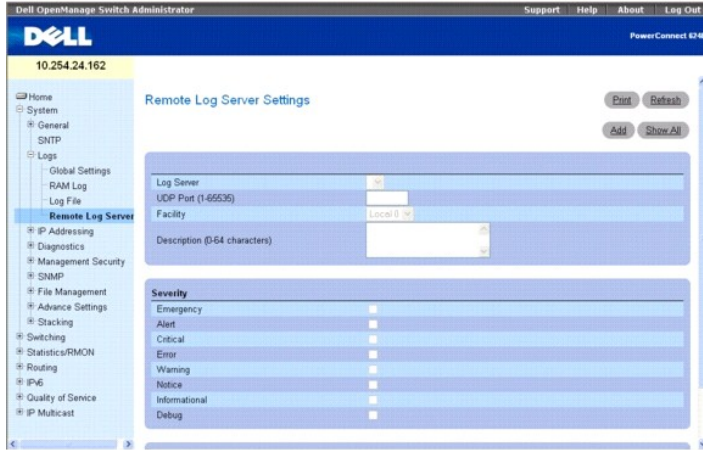 Dell OpenManage Switch Administrator Support Help About Log Out
DELL
PowerConnect 624
10.254.24.162
Home
System
General
SNTP
Logs
Global Settings
RAM Log
Log File
Remote Log Server
IP Addressing
Diagnostics
Management Security
SNMP
File Management
Advance Settings
Stacking
Switching
Statistics/RMON
Routing
IPv6
Quality of Service
IP Multicast
Remote Log Server Settings
Print Refresh
Add Show All
Log Server
UDP Port (1-65535)
Facility Local 0
Description (0-64 characters)
Severity
Emergency
Alert
Critical
Error
Warning
Notice
Informational
Debug